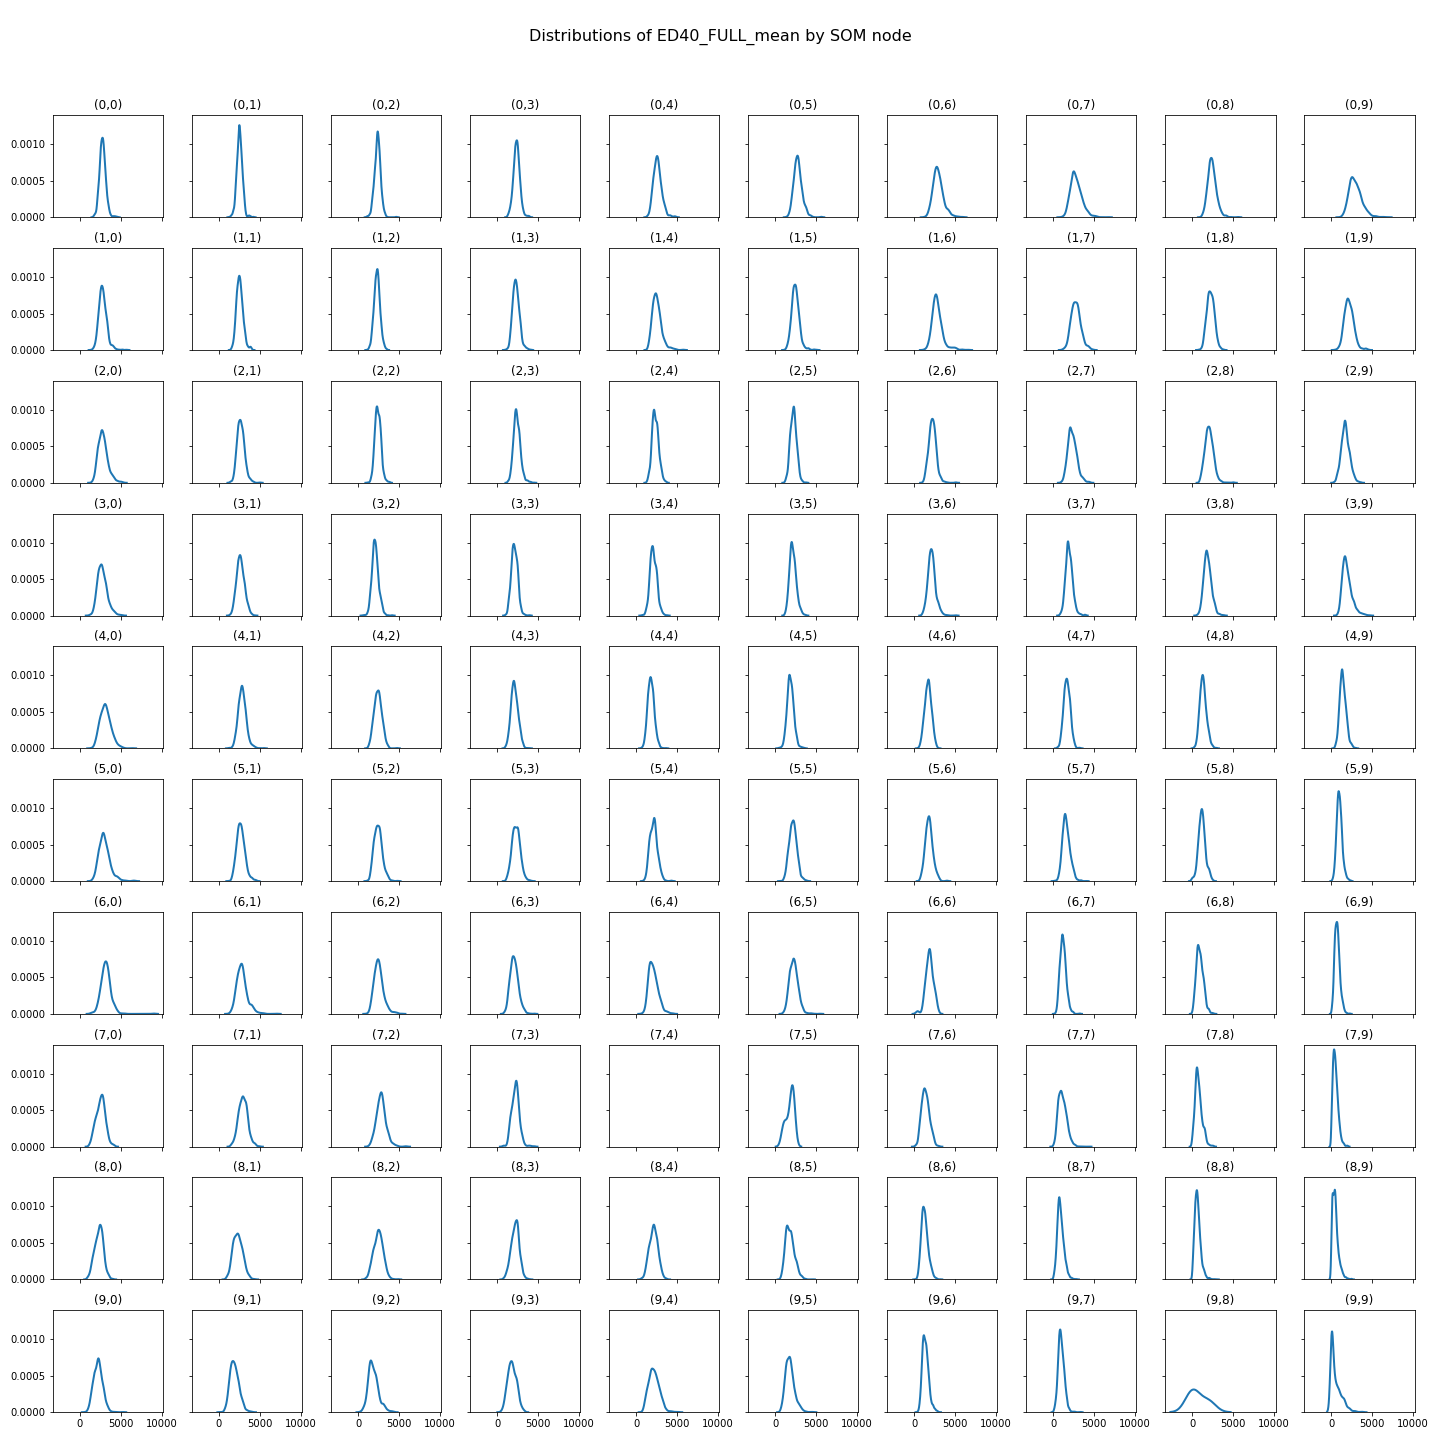 Distributions of ED40_FULL_mean by SOM node
(0,0) (0,1) (0,2) (0,3) (0,4) (0,5) (0,6) (0,7) (0,8) (0,9)
0.0010
0.0005
0.0000
(1,0) (1,1) (1,2) (1,3) (1,4) (1,5) (1,6) (1,7) (1,8) (1,9)
0.0010
0.0005
0.0000
(2,0) (2,1) (2,2) (2,3) (2,4) (2,5) (2,6) (2,7) (2,8) (2,9)
0.0010
0.0005
0.0000
(3,0) (3,1) (3,2) (3,3) (3,4) (3,5) (3,6) (3,7) (3,8) (3,9)
0.0010
0.0005
0.0000
(4,0) (4,1) (4,2) (4,3) (4,4) (4,5) (4,6) (4,7) (4,8) (4,9)
0.0010
0.0005
0.0000
(5,0) (5,1) (5,2) (5,3) (5,4) (5,5) (5,6) (5,7) (5,8) (5,9)
0.0010
0.0005
0.0000
(6,0) (6,1) (6,2) (6,3) (6,4) (6,5) (6,6) (6,7) (6,8) (6,9)
0.0010
0.0005
0.0000
(7,0) (7,1) (7,2) (7,3) (7,4) (7,5) (7,6) (7,7) (7,8) (7,9)
0.0010
0.0005
0.0000
(8,0) (8,1) (8,2) (8,3) (8,4) (8,5) (8,6) (8,7) (8,8) (8,9)
0.0010
0.0005
0.0000
(9,0) (9,1) (9,2) (9,3) (9,4) (9,5) (9,6) (9,7) (9,8) (9,9)
0.0010
0.0005
0.0000
0 5000 10000 0 5000 10000 0 5000 10000 0 5000 10000 0 5000 10000 0 5000 10000 0 5000 10000 0 5000 10000 0 5000 10000 0 5000 10000